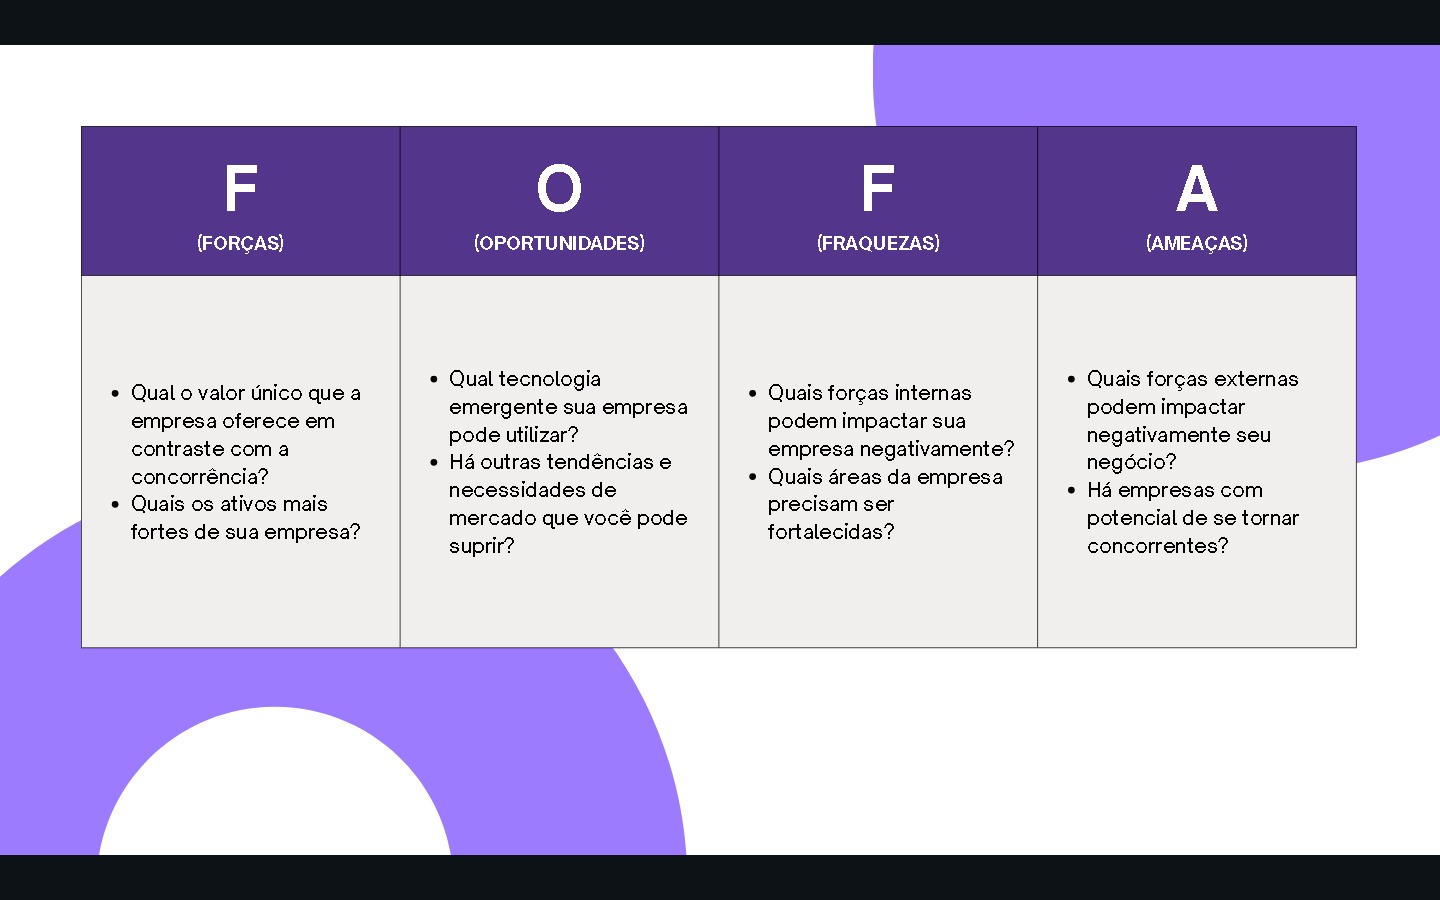 F
(FORÇAS)
O
(OPORTUNIDADES)
F
(FRAQUEZAS)
A
(AMEAÇAS)
• Qual o valor único que a
empresa oferece em
contraste com a
concorrência?
• Quais os ativos mais
fortes de sua empresa?
• Qual tecnologia
emergente sua empresa
pode utilizar?
• Há outras tendências e
necessidades de
mercado que você pode
suprir?
• Quais forças internas
podem impactar sua
empresa negativamente?
• Quais áreas da empresa
precisam ser
fortalecidas?
• Quais forças externas
podem impactar
negativamente seu
negócio?
• Há empresas com
potencial de se tornar
concorrentes?